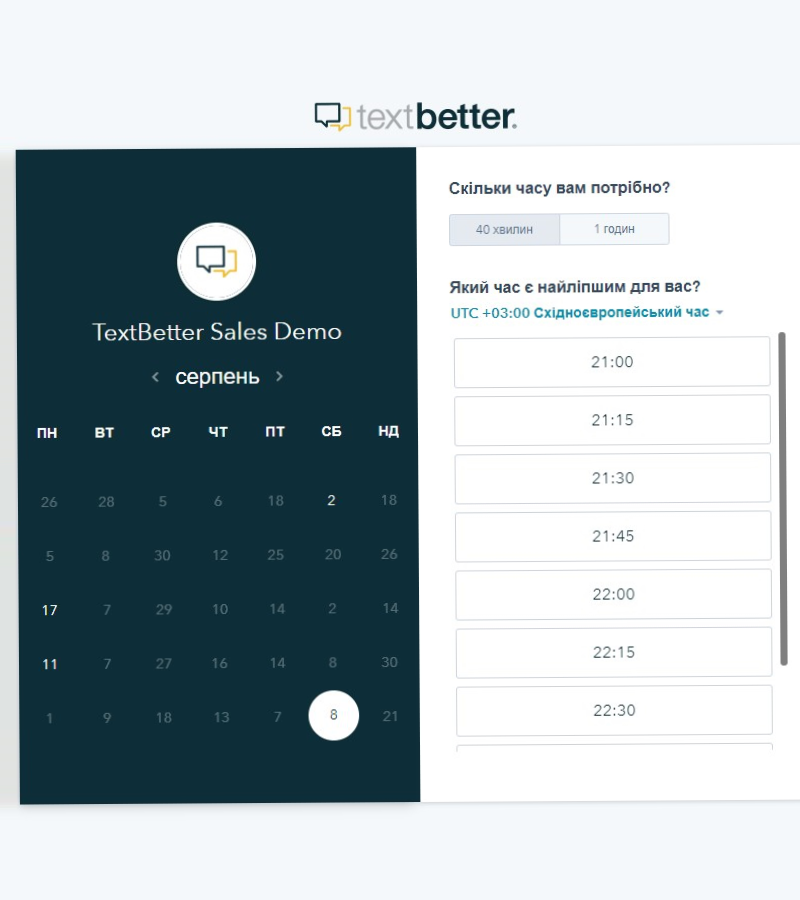 textbetter.
TextBetter Sales Demo
серпень
ПН ВТ СР ЧТ ПТ СБ НД
26 28 5 6 18 2 18
5 8 30 12 25 20 26
17 7 29 10 14 2 14
11 7 27 16 14 8 30
1 9 18 13 7 8 21
Скільки часу вам потрібно?
40 хвилин 1 годин
Який час є найліпшим для вас?
UTC +03:00 Східноєвропейський час
21:00
21:15
21:30
21:45
22:00
22:15
22:30